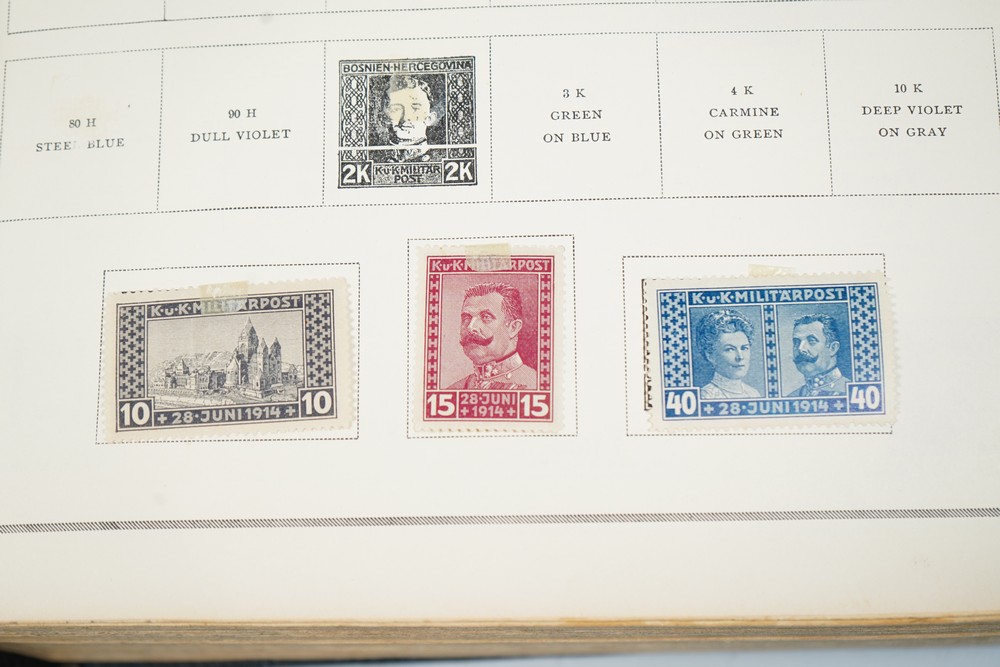 80 H
STEEL BLUE
90 H
DULL VIOLET
BOSNIEN-HERCEGOVINA
2K K.u.K.MILITÄR 2K
POST
3 K
GREEN
ON BLUE
4 K
CARMINE
ON GREEN
10 K
DEEP VIOLET
ON GRAY
K.u.K.MILITÄRPOST
10 + 28·JUNI 1914 + 10
K.u.K.MILITÄRPOST
15 28·JUNI 15
+ 1914 +
K.u.K.MILITÄRPOST
40 + 28·JUNI 1914 + 40